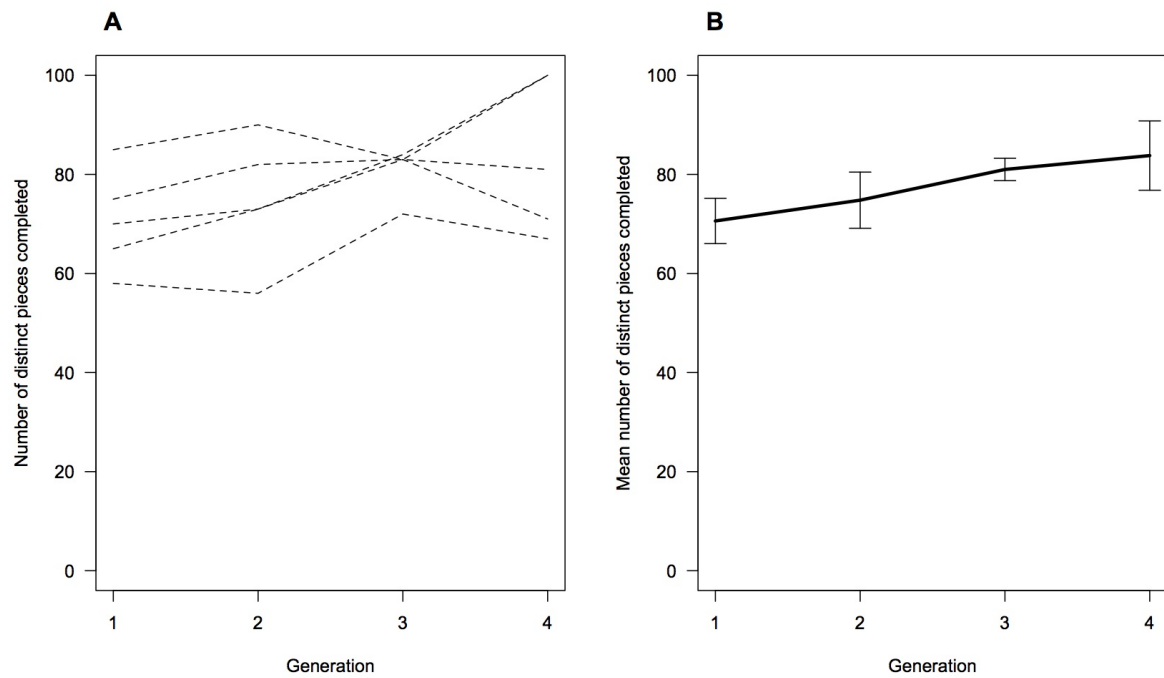 A
Number of distinct pieces completed
100
80
60
40
20
0
1 2 3 4
Generation
B
Mean number of distinct pieces completed
100
80
60
40
20
0
1 2 3 4
Generation